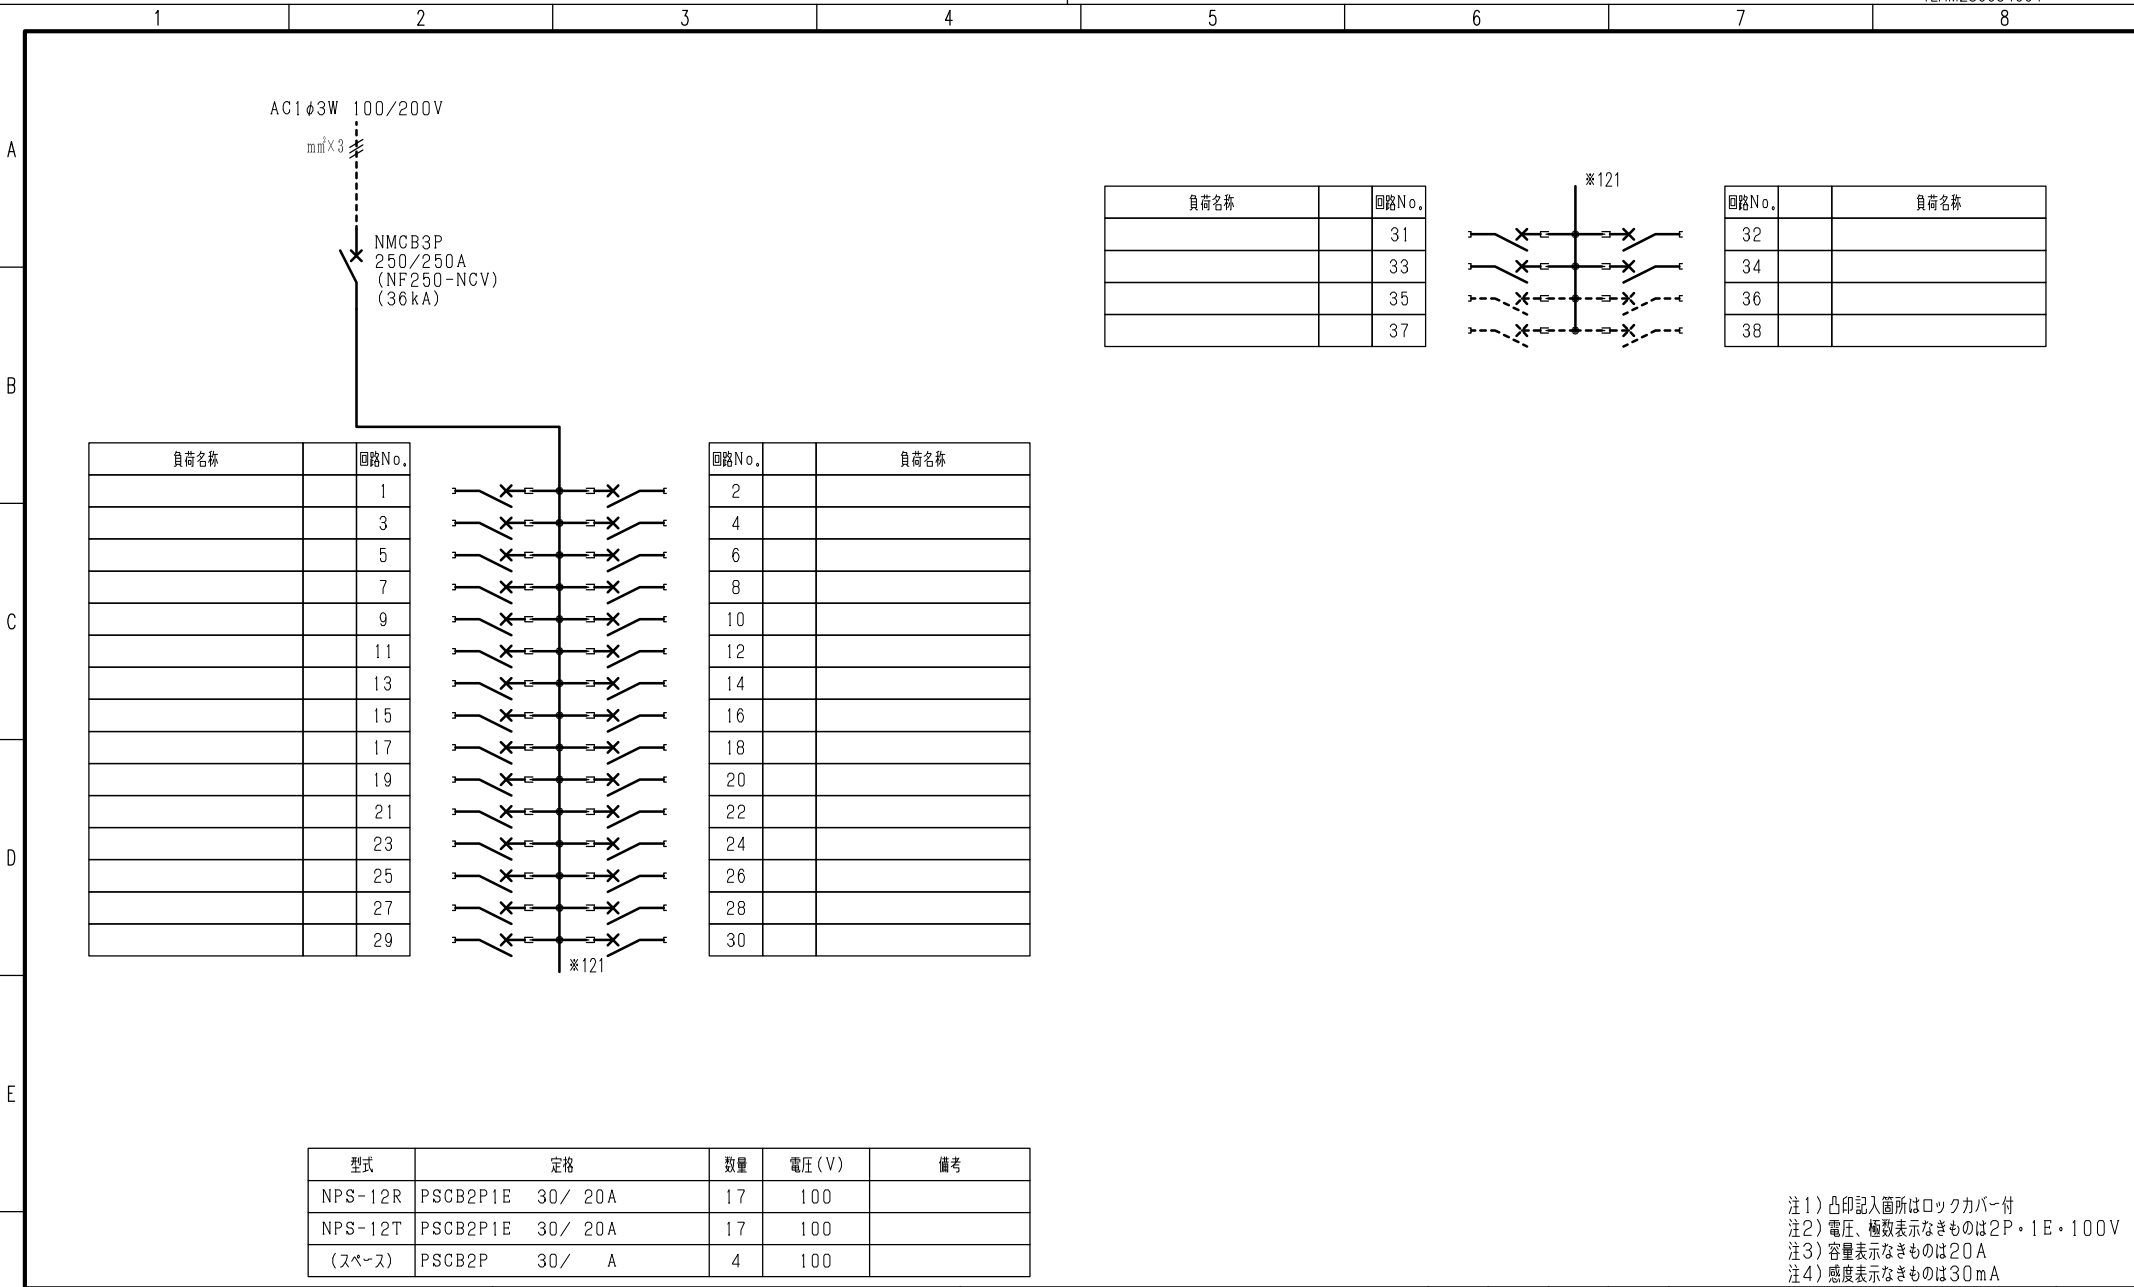 1 2 3 4 5 6 7 8
A
B
C
D
E
AC1φ3W 100/200V
mm²×3
NMCB3P
250/250A
(NF250-NCV)
(36kA)
負荷名称 回路No.
1
3
5
7
9
11
13
15
17
19
21
23
25
27
29
回路No. 負荷名称
2
4
6
8
10
12
14
16
18
20
22
24
26
28
30
※121
※121
負荷名称 回路No.
31
33
35
37
回路No. 負荷名称
32
34
36
38
型式 定格 数量 電圧(V) 備考
NPS-12R PSCB2P1E 30/ 20A 17 100
NPS-12T PSCB2P1E 30/ 20A 17 100
(スペース) PSCB2P 30/ A 4 100
注1)凸印記入箇所はロックカバー付
注2)電圧、極数表示なきものは2P・1E・100V
注3)容量表示なきものは20A
注4)感度表示なきものは30mA